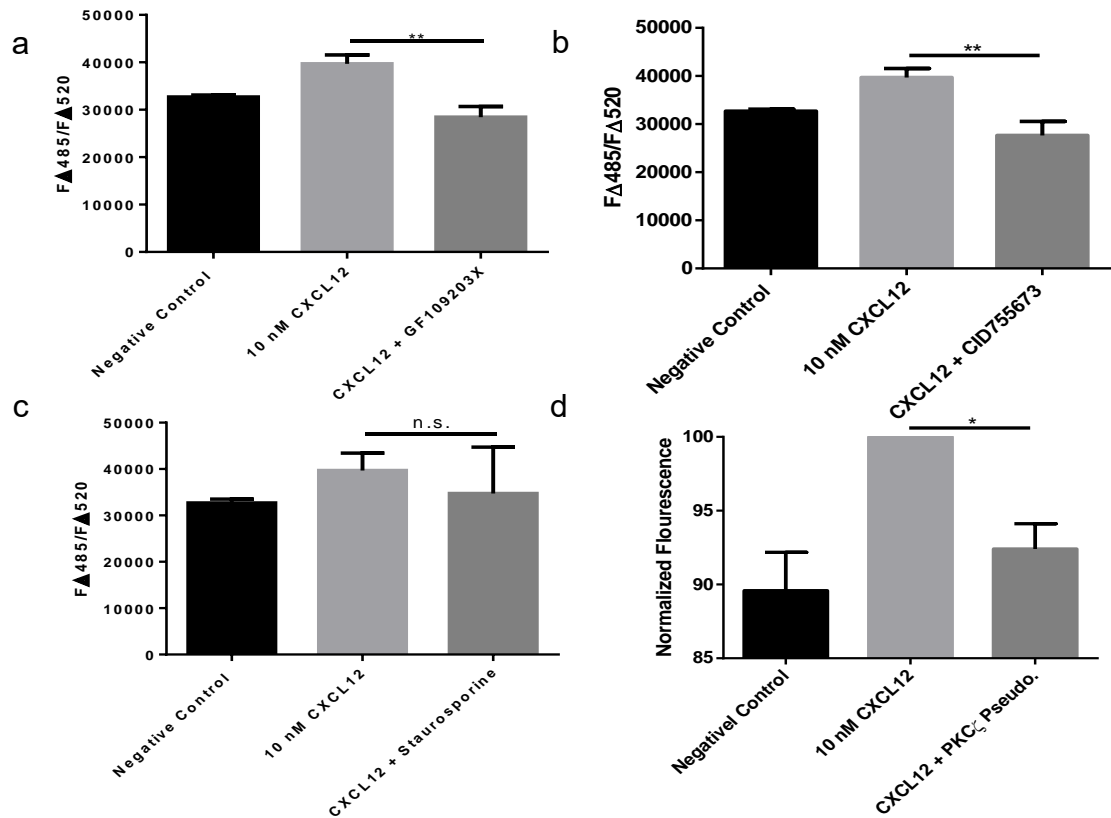 a
50000
40000
30000
20000
10000
0
F▲485/F▲520
**
Negative Control
10 nM CXCL12
CXCL12 + GF109203X
b
50000
40000
30000
20000
10000
0
FΔ485/FΔ520
**
Negative Control
10 nM CXCL12
CXCL12 + CID755673
c
50000
40000
30000
20000
10000
0
F▲485/F▲520
n.s.
Negative Control
10 nM CXCL12
CXCL12 + Staurosporine
d
100
95
90
85
Normalized Flourescence
*
Negativel Control
10 nM CXCL12
CXCL12 + PKCζ Pseudo.